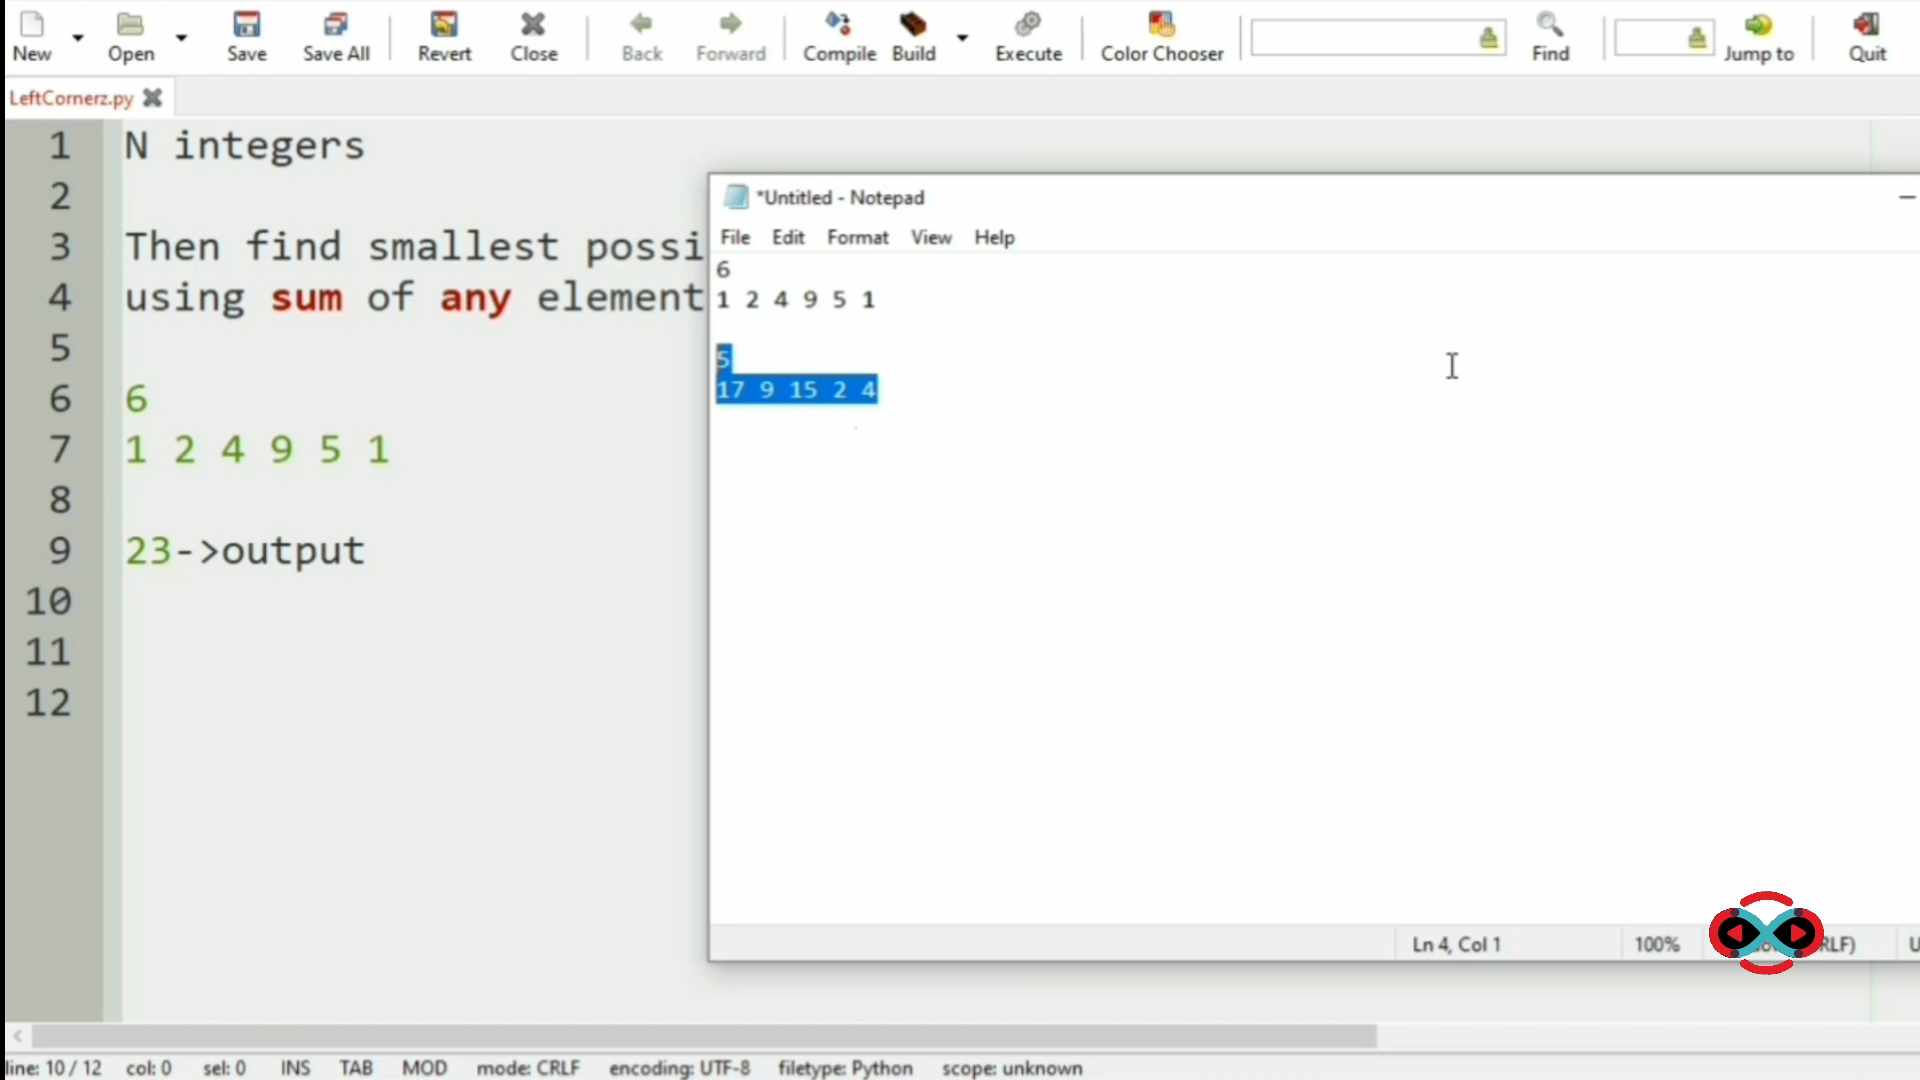 New Open Save Save All Revert Close Back Forward Compile Build Execute Color Chooser Find Jump to Quit
LeftCornerz.py
1 N integers
2
3 Then find smallest possi
4 using sum of any element
5
6 6
7 1 2 4 9 5 1
8
9 23->output
10
11
12
*Untitled - Notepad
File Edit Format View Help
6
1 2 4 9 5 1
5
17 9 15 2 4
Ln 4, Col 1 100% RLF) U
line: 10 / 12 col: 0 sel: 0 INS TAB MOD mode: CRLF encoding: UTF-8 filetype: Python scope: unknown